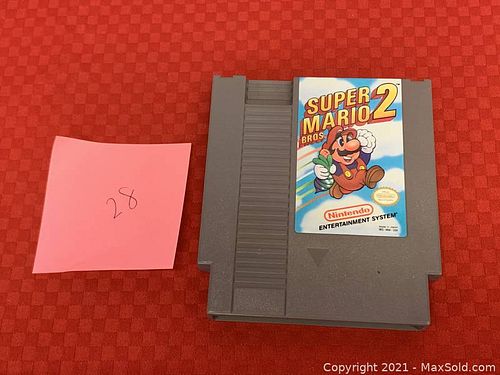 28
SUPER
MARIO 2
BROS
Nintendo
ENTERTAINMENT SYSTEM
Copyright © 2021 - MaxSold.com